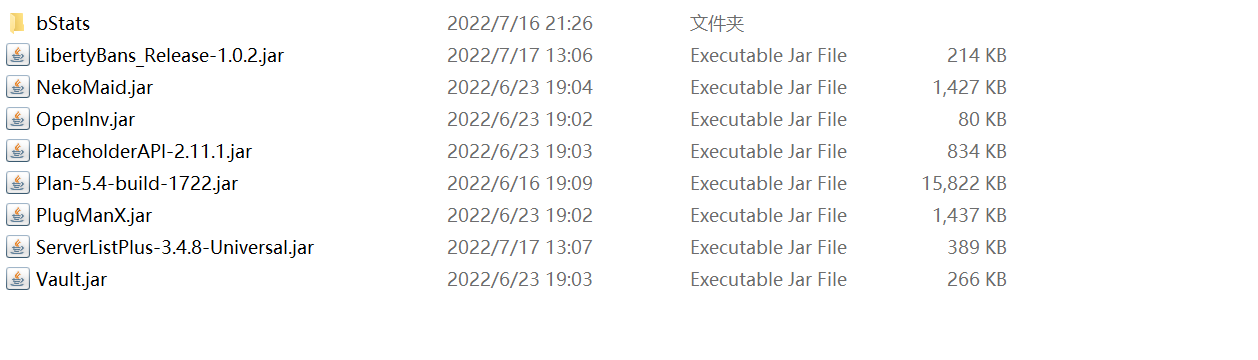 bStats 2022/7/16 21:26 文件夹
LibertyBans_Release-1.0.2.jar 2022/7/17 13:06 Executable Jar File 214 KB
NekoMaid.jar 2022/6/23 19:04 Executable Jar File 1,427 KB
OpenInv.jar 2022/6/23 19:02 Executable Jar File 80 KB
PlaceholderAPI-2.11.1.jar 2022/6/23 19:03 Executable Jar File 834 KB
Plan-5.4-build-1722.jar 2022/6/16 19:09 Executable Jar File 15,822 KB
PlugManX.jar 2022/6/23 19:02 Executable Jar File 1,437 KB
ServerListPlus-3.4.8-Universal.jar 2022/7/17 13:07 Executable Jar File 389 KB
Vault.jar 2022/6/23 19:03 Executable Jar File 266 KB